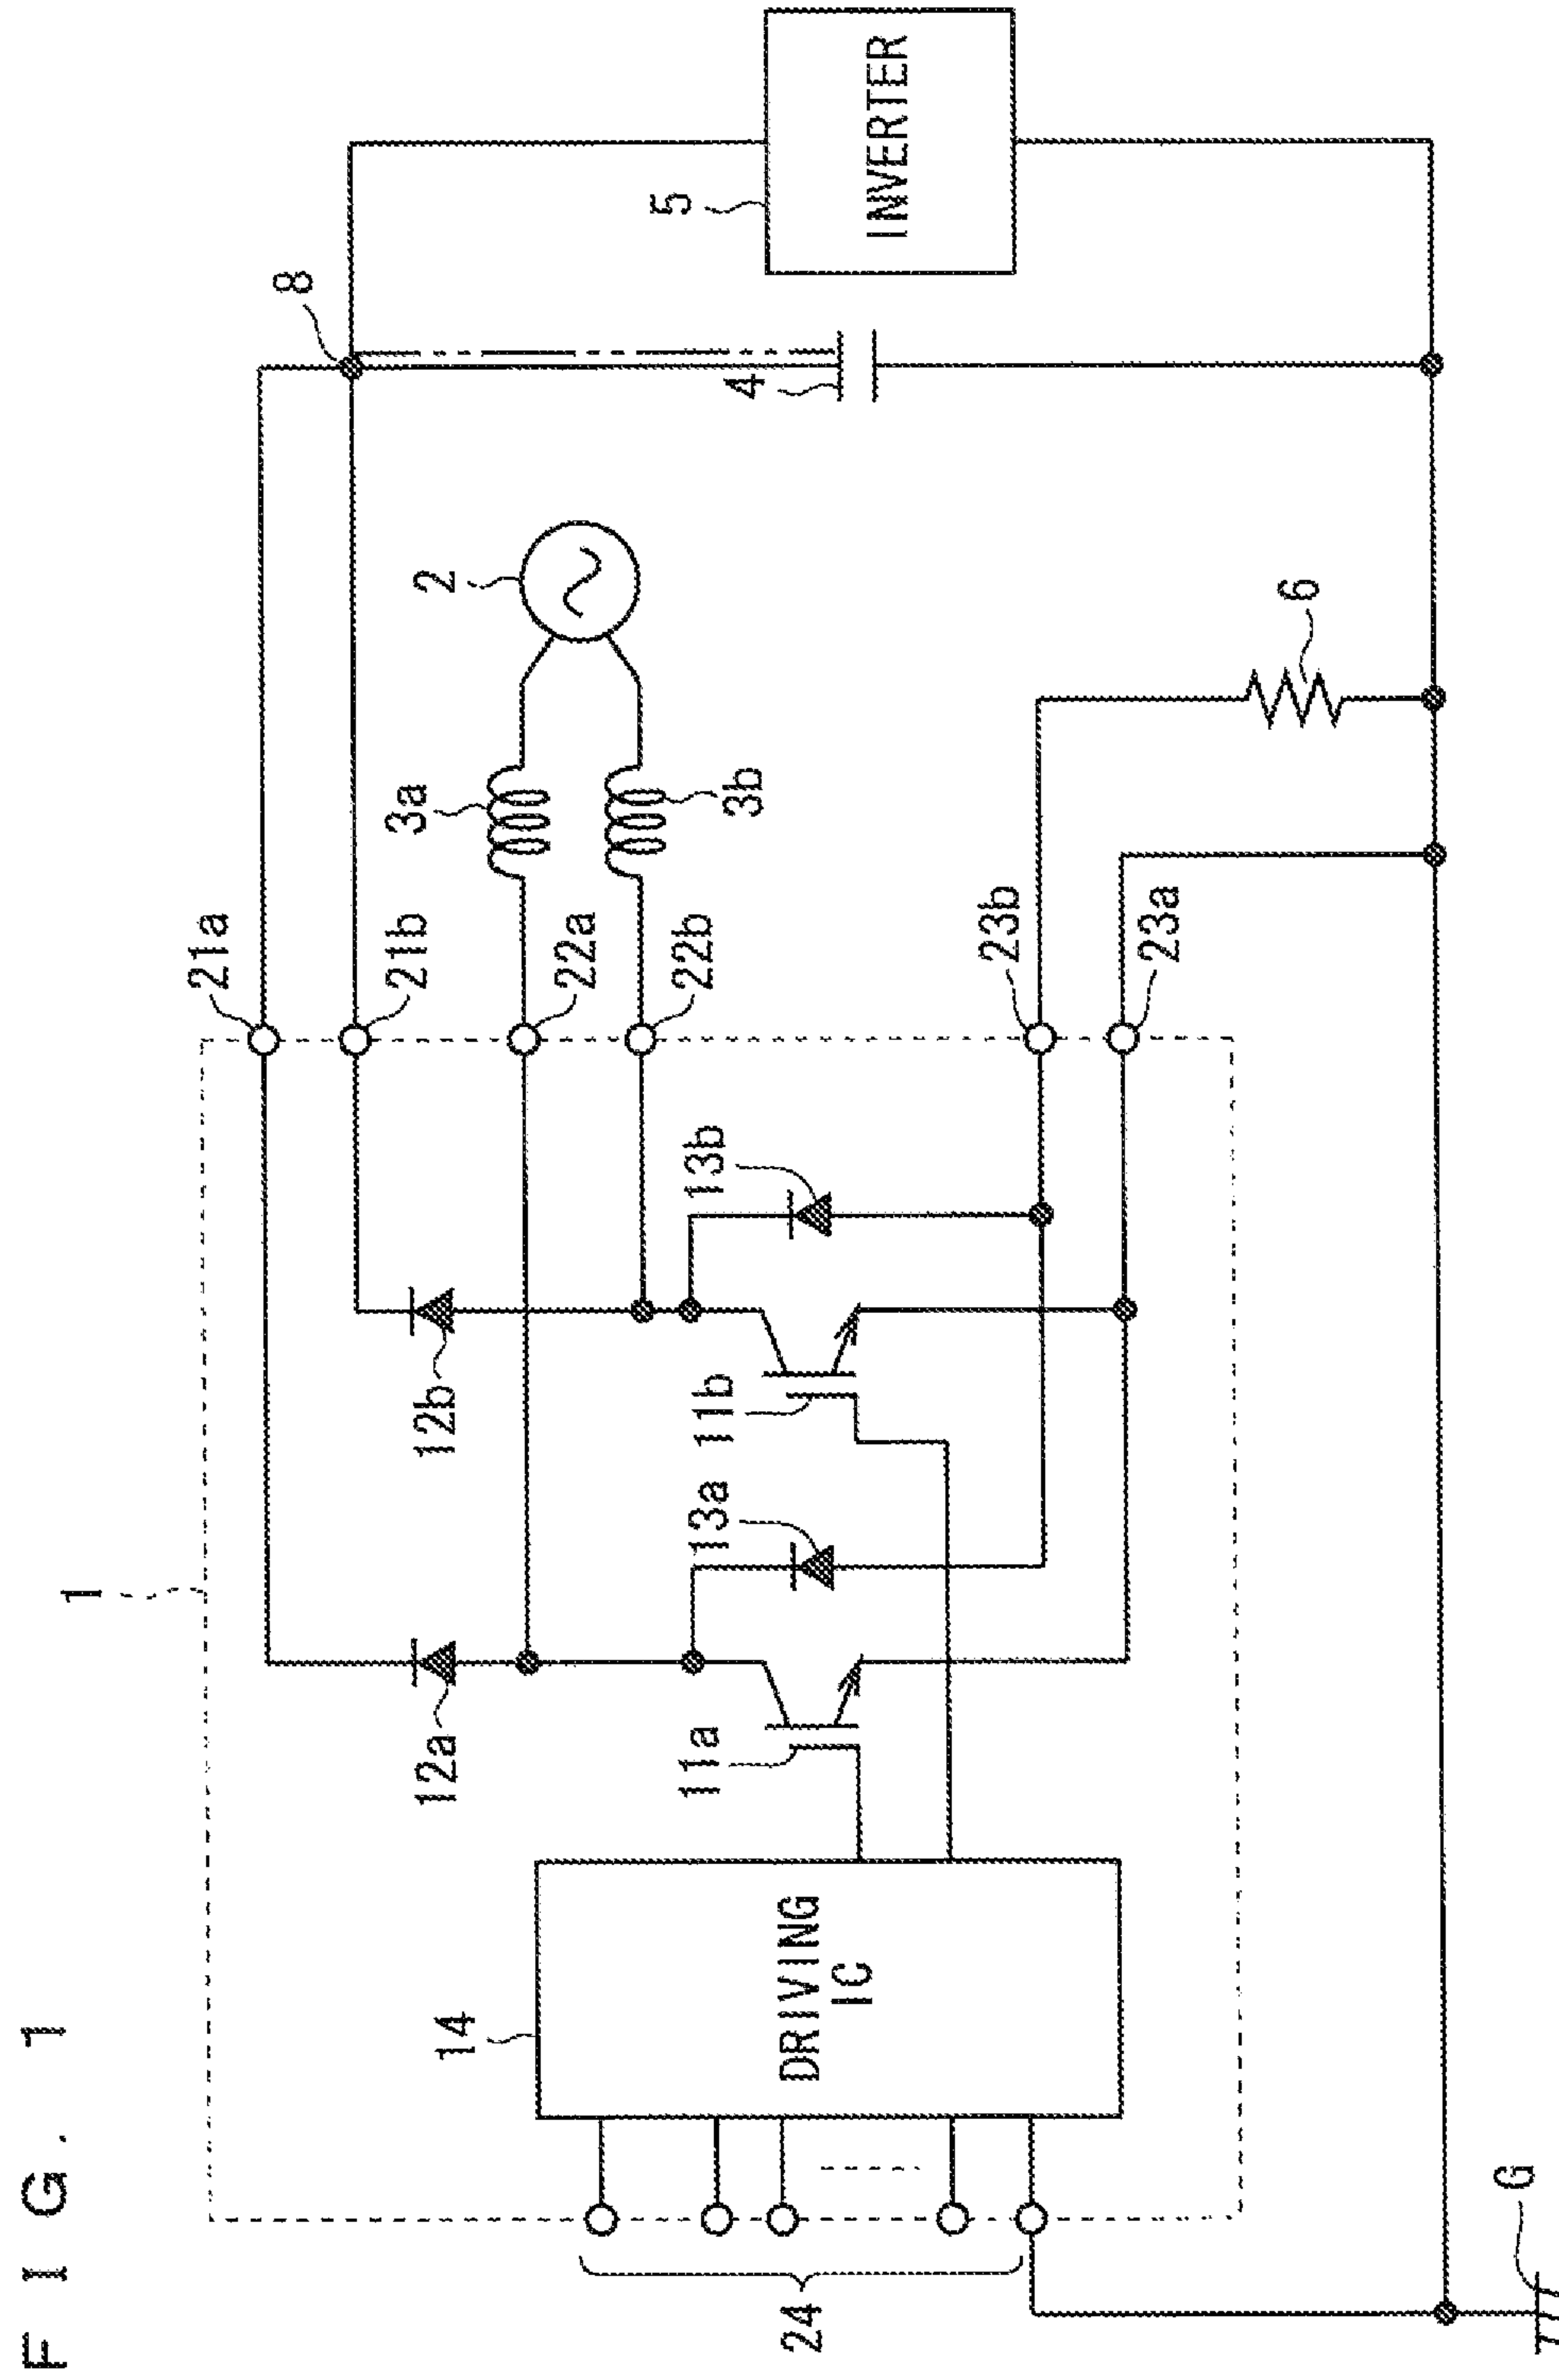 FIG. 1
1
8
21a
21b
12a
12b
22a
22b
3a
3b
2
4
5
INVERTER
14
DRIVING
IC
11a
13a
11b
13b
23b
23a
6
24
G